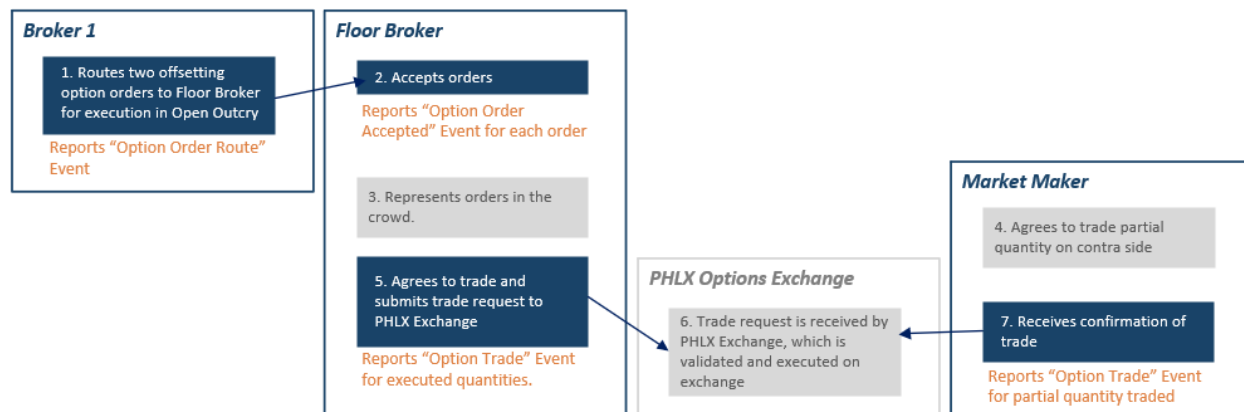 Broker 1
1. Routes two offsetting
option orders to Floor Broker
for execution in Open Outcry
Reports “Option Order Route”
Event
Floor Broker
2. Accepts orders
Reports “Option Order
Accepted” Event for each order
3. Represents orders in the
crowd.
5. Agrees to trade and
submits trade request to
PHLX Exchange
Reports “Option Trade” Event
for executed quantities.
PHLX Options Exchange
6. Trade request is received by
PHLX Exchange, which is
validated and executed on
exchange
Market Maker
4. Agrees to trade partial
quantity on contra side
7. Receives confirmation of
trade
Reports “Option Trade” Event
for partial quantity traded